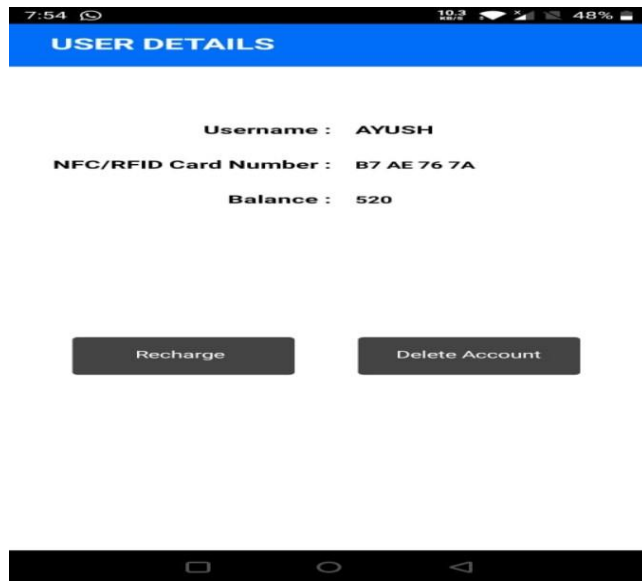 7:54 10.3 KB/S 48%
USER DETAILS
Username : AYUSH
NFC/RFID Card Number : B7 AE 76 7A
Balance : 520
Recharge Delete Account